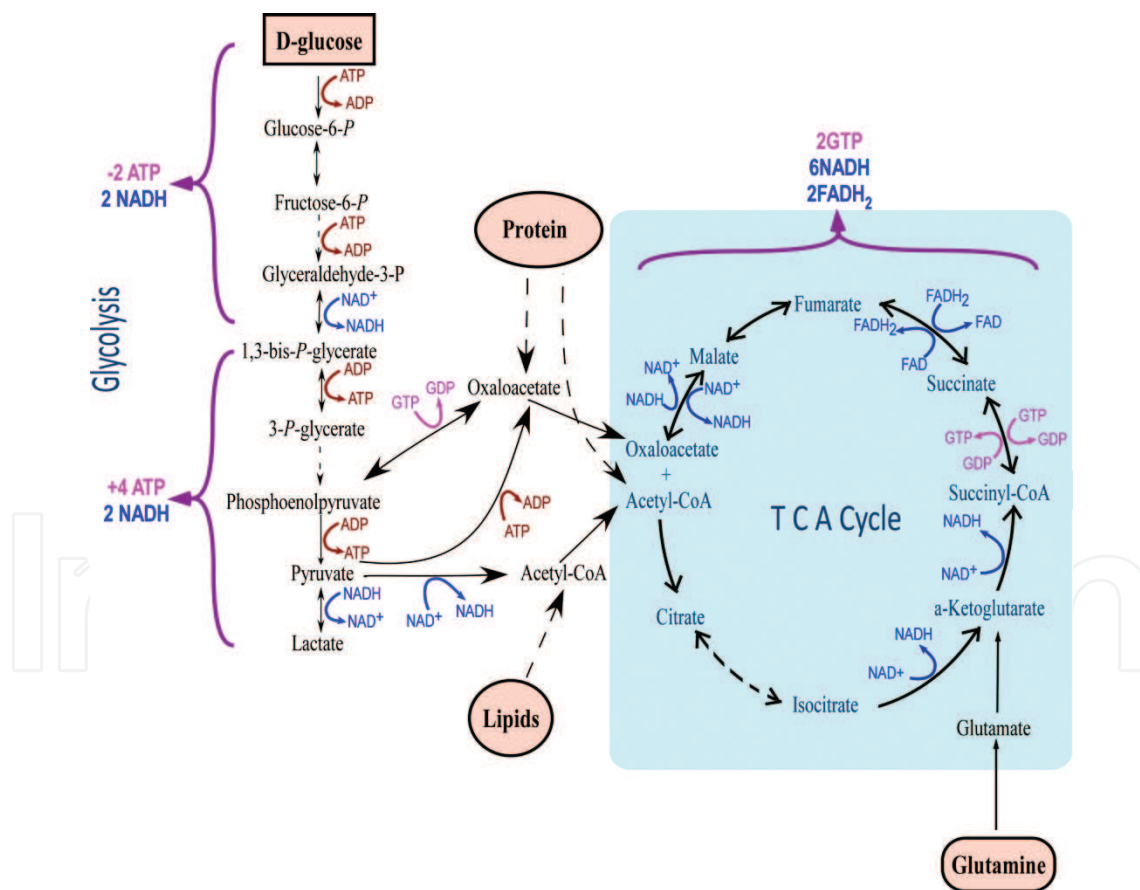 D-glucose
ATP
ADP
Glucose-6-P
-2 ATP
2 NADH
Fructose-6-P
ATP
ADP
Glyceraldehyde-3-P
NAD+
NADH
Glycolysis
1,3-bis-P-glycerate
ADP
ATP
3-P-glycerate
+4 ATP
2 NADH
Phosphoenolpyruvate
ADP
ATP
Pyruvate
NADH
NAD+
Lactate
Protein
Oxaloacetate
GTP
GDP
ADP
ATP
Acetyl-CoA
NAD+
NADH
Lipids
2GTP
6NADH
2FADH2
Fumarate
FADH2
FAD
FADH2
FAD
Malate
NAD+
NADH
NAD+
NADH
Succinate
Oxaloacetate
+
Acetyl-CoA
GTP
GDP
GTP
GDP
Succinyl-CoA
T C A Cycle
NADH
NAD+
Citrate
a-Ketoglutarate
NADH
NAD+
Isocitrate
Glutamate
Glutamine